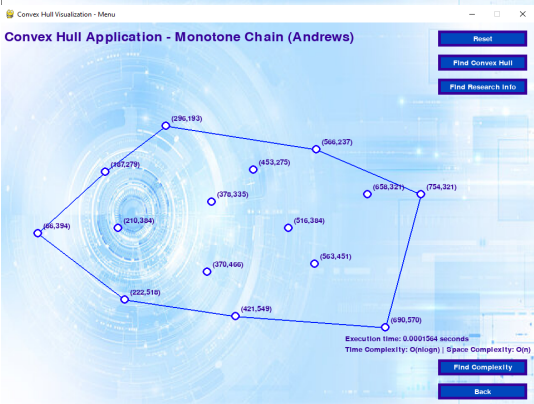 Convex Hull Visualization - Menu
Convex Hull Application - Monotone Chain (Andrews)
Reset
Find Convex Hull
Find Research Info
(296,193)
(566,237)
(187,279)
(453,275)
(658,321)
(754,321)
(378,335)
(210,384)
(516,384)
(66,394)
(563,451)
(370,466)
(222,518)
(421,549)
(690,570)
Execution time: 0.0001564 seconds
Time Complexity: O(nlogn) | Space Complexity: O(n)
Find Complexity
Back